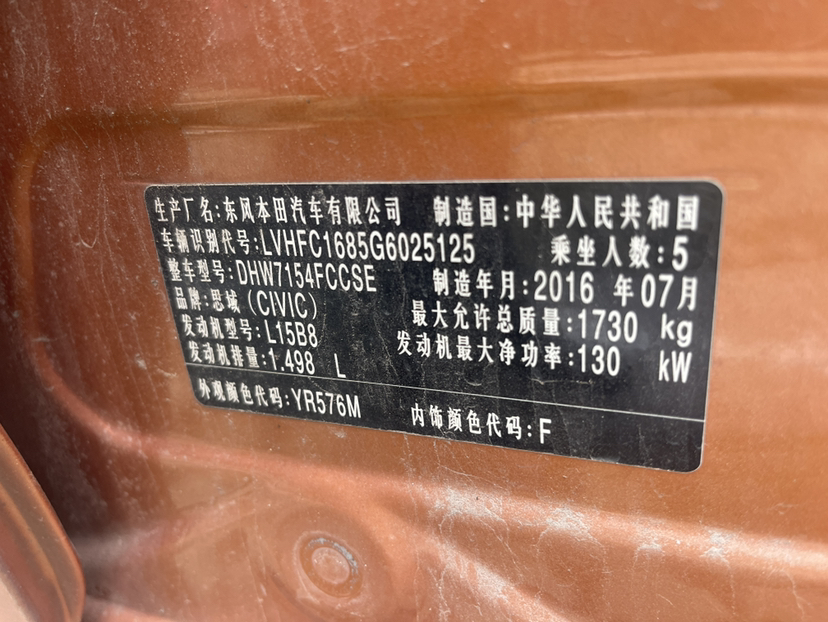 生产厂名:东风本田汽车有限公司 制造国:中华人民共和国
车辆识别代号:LVHFC1685G6025125 乘坐人数:5
整车型号:DHW7154FCCSE 制造年月:2016 年07月
品牌:思域(CIVIC) 最大允许总质量:1730 kg
发动机型号:L15B8 发动机最大净功率:130 kW
发动机排量:1.498 L
外观颜色代码:YR576M 内饰颜色代码:F